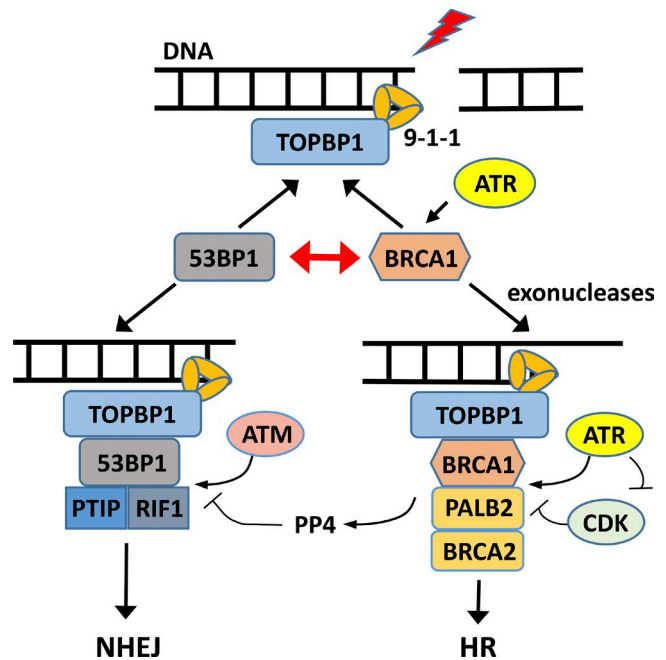 DNA
TOPBP1
9-1-1
ATR
53BP1
BRCA1
exonucleases
TOPBP1
TOPBP1
ATM
ATR
53BP1
BRCA1
PTIP RIF1
PALB2
PP4
CDK
BRCA2
NHEJ
HR